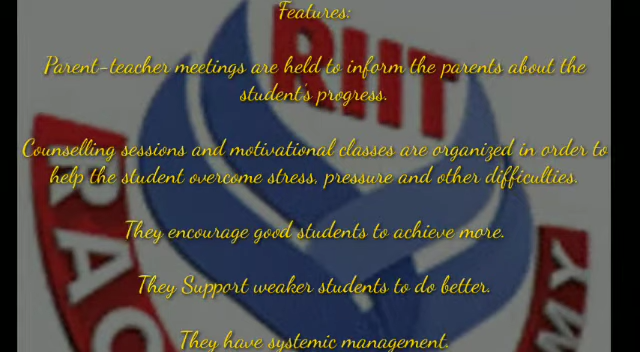 Features:
Parent-teacher meetings are held to inform the parents about the
student's progress.
Counselling sessions and motivational classes are organized in order to
help the student overcome stress, pressure and other difficulties.
They encourage good students to achieve more.
They Support weaker students to do better.
They have systemic management.